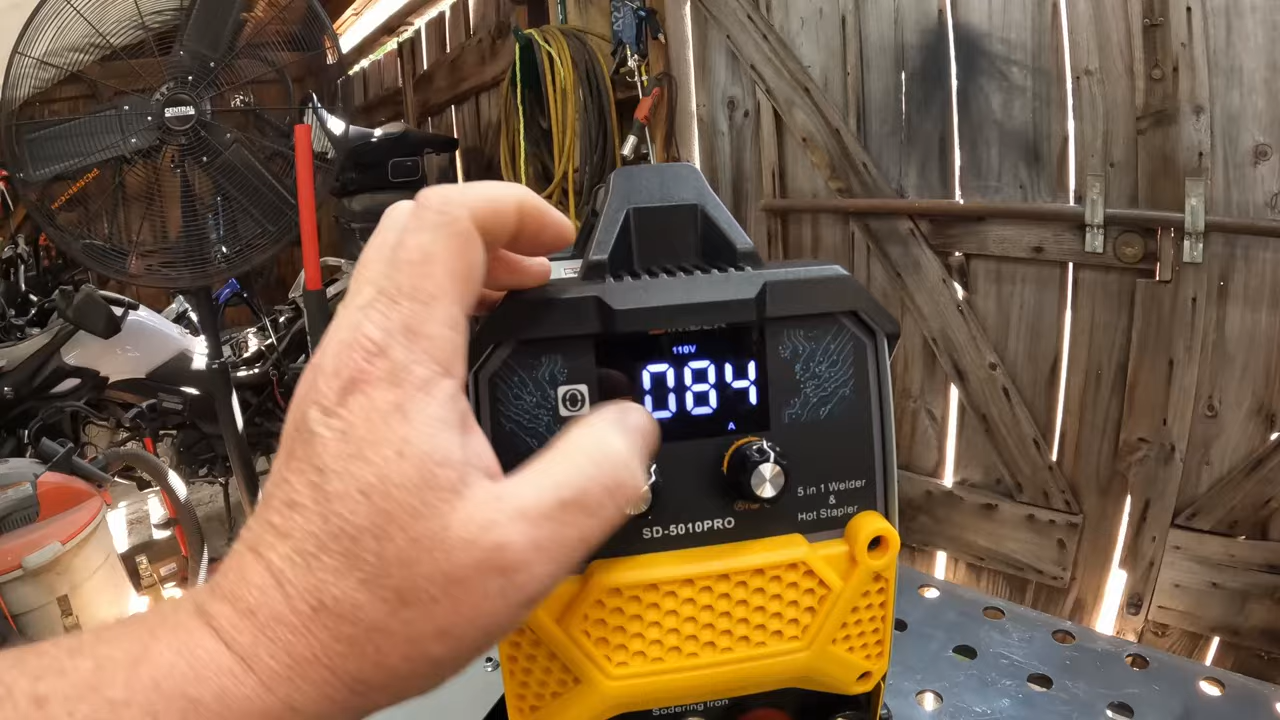 CENTRAL
110V
084
A
5 in 1 Welder
&
Hot Stapler
SD-5010PRO
Sodering Iron